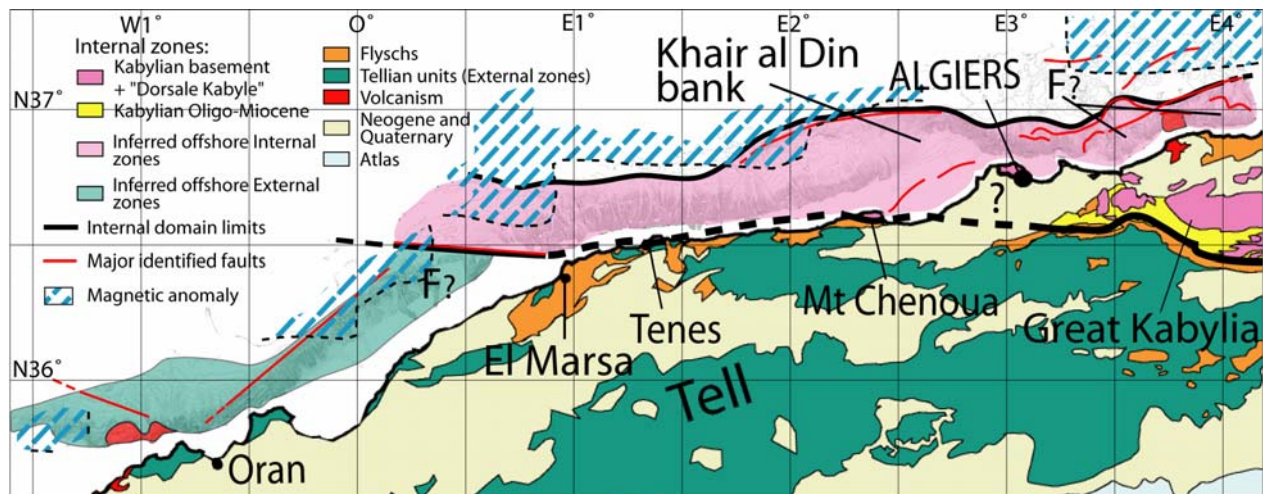 W1° O° E1° E2° E3° E4°
Internal zones:
Kabylian basement
+ "Dorsale Kabyle"
Kabylian Oligo-Miocene
Inferred offshore Internal
zones
Inferred offshore External
zones
Internal domain limits
Major identified faults
Magnetic anomaly
Flyschs
Tellian units (External zones)
Volcanism
Neogene and
Quaternary
Atlas
Khair al Din
bank
ALGIERS
F?
N37°
?
F?
Mt Chenoua
Great Kabylia
Tenes
El Marsa
N36°
Tell
Oran